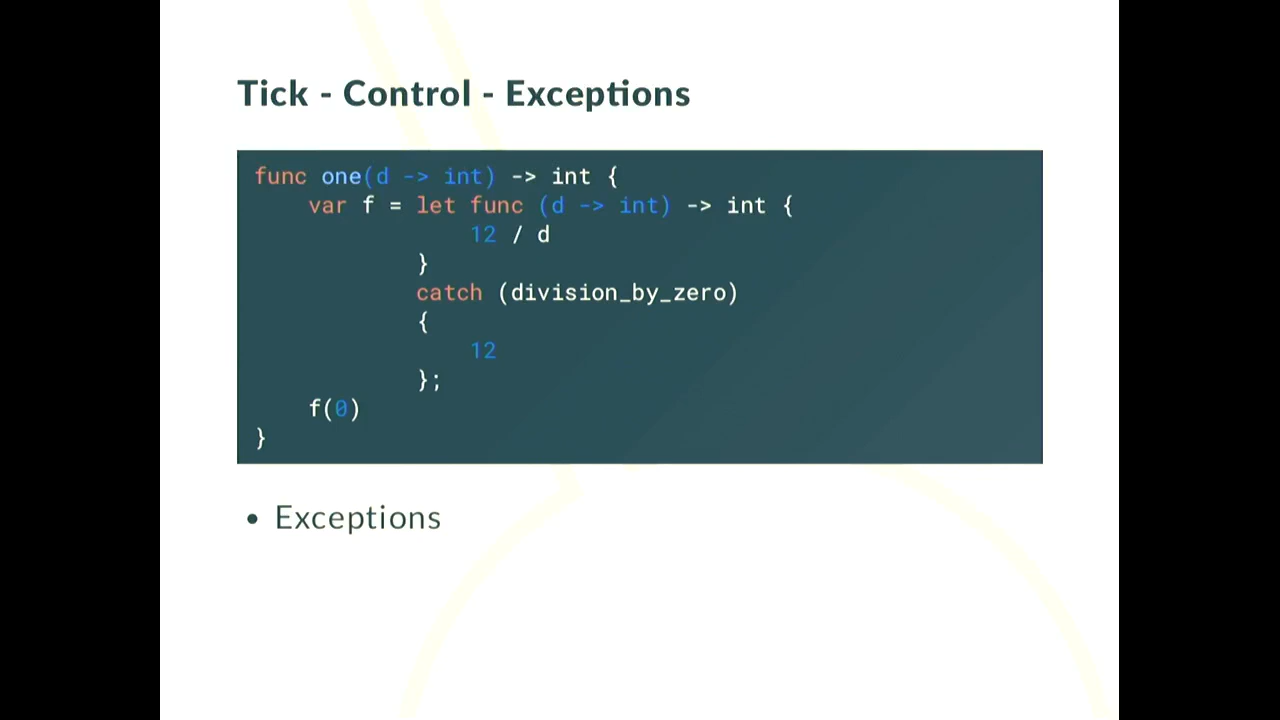 Tick - Control - Exceptions
func one(d -> int) -> int {
    var f = let func (d -> int) -> int {
                12 / d
            }
            catch (division_by_zero)
            {
                12
            };
    f(0)
}
• Exceptions